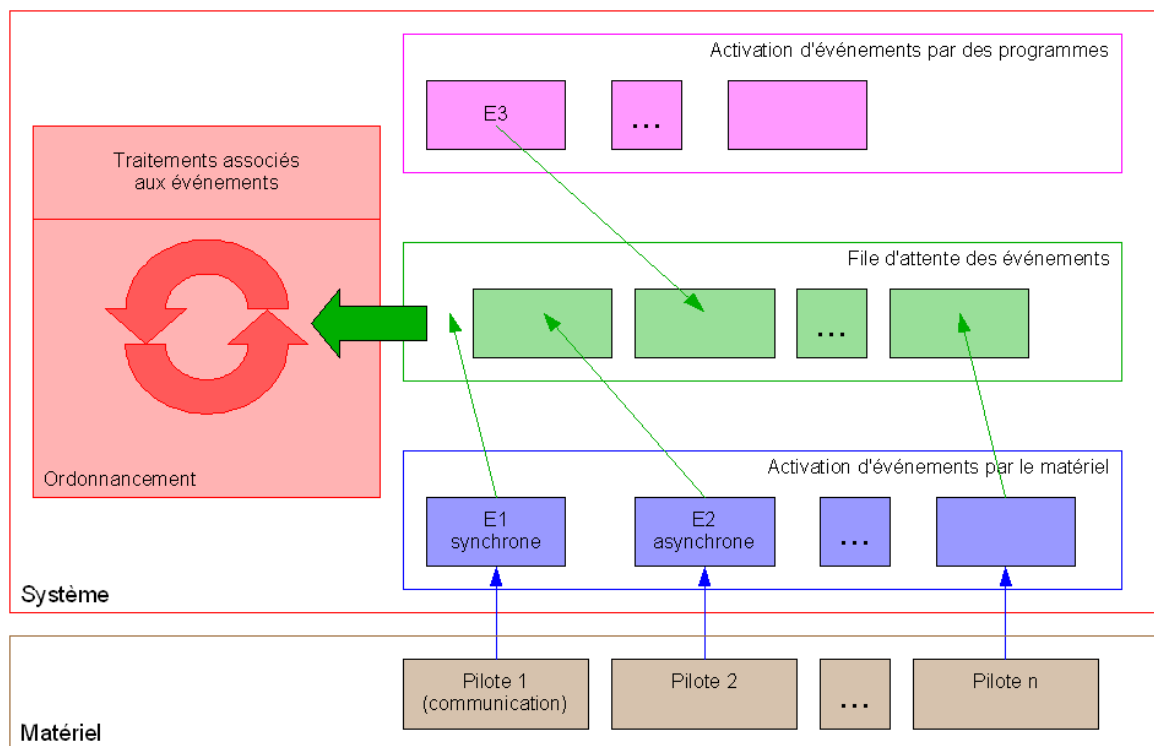 Activation d'événements par des programmes
E3
...
Traitements associés
aux événements
File d'attente des événements
...
Ordonnancement
Activation d'événements par le matériel
E1
synchrone
E2
asynchrone
...
Système
Pilote 1
(communication)
Pilote 2
...
Pilote n
Matériel